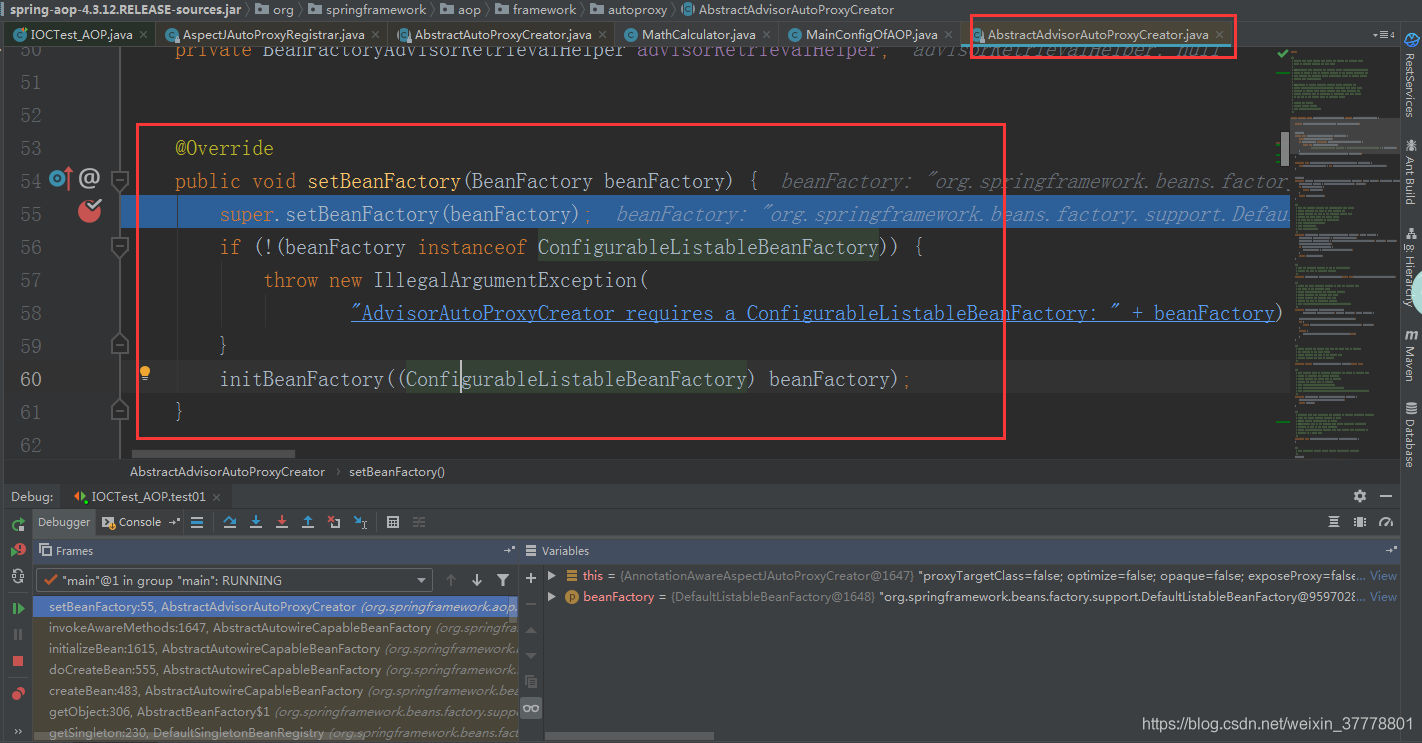 spring-aop-4.3.12.RELEASE-sources.jar org springframework aop framework autoproxy AbstractAdvisorAutoProxyCreator
IOCTest_AOP.java AspectJAutoProxyRegistrar.java AbstractAutoProxyCreator.java MathCalculator.java MainConfigOfAOP.java AbstractAdvisorAutoProxyCreator.java 4
50 private BeanFactoryAdvisorRetrievalHelper advisorRetrievalHelper; advisorRetrievalHelper: null
51
52
53 @Override
54 public void setBeanFactory(BeanFactory beanFactory) { beanFactory: "org.springframework.beans.factor
55 super.setBeanFactory(beanFactory); beanFactory: "org.springframework.beans.factory.support.Defau
56 if (!(beanFactory instanceof ConfigurableListableBeanFactory)) {
57 throw new IllegalArgumentException(
58 "AdvisorAutoProxyCreator requires a ConfigurableListableBeanFactory: " + beanFactory)
59 }
60 initBeanFactory((ConfigurableListableBeanFactory) beanFactory);
61 }
62
AbstractAdvisorAutoProxyCreator › setBeanFactory()
RestServices
Ant Build
8: Hierarchy
Maven
Database
Debug: IOCTest_AOP.test01
Debugger Console
Frames
Variables
"main"@1 in group "main": RUNNING
setBeanFactory:55, AbstractAdvisorAutoProxyCreator (org.springframework.aop.
invokeAwareMethods:1647, AbstractAutowireCapableBeanFactory (org.springfra
initializeBean:1615, AbstractAutowireCapableBeanFactory (org.springframework.
doCreateBean:555, AbstractAutowireCapableBeanFactory (org.springframework.
createBean:483, AbstractAutowireCapableBeanFactory (org.springframework.bea
getObject:306, AbstractBeanFactory$1 (org.springframework.beans.factory.suppo
getSingleton:230, DefaultSingletonBeanRegistry (org.springframework.beans.fact
this = {AnnotationAwareAspectJAutoProxyCreator@1647} "proxyTargetClass=false; optimize=false; opaque=false; exposeProxy=false... View
beanFactory = {DefaultListableBeanFactory@1648} "org.springframework.beans.factory.support.DefaultListableBeanFactory@9597028... View
https://blog.csdn.net/weixin_37778801